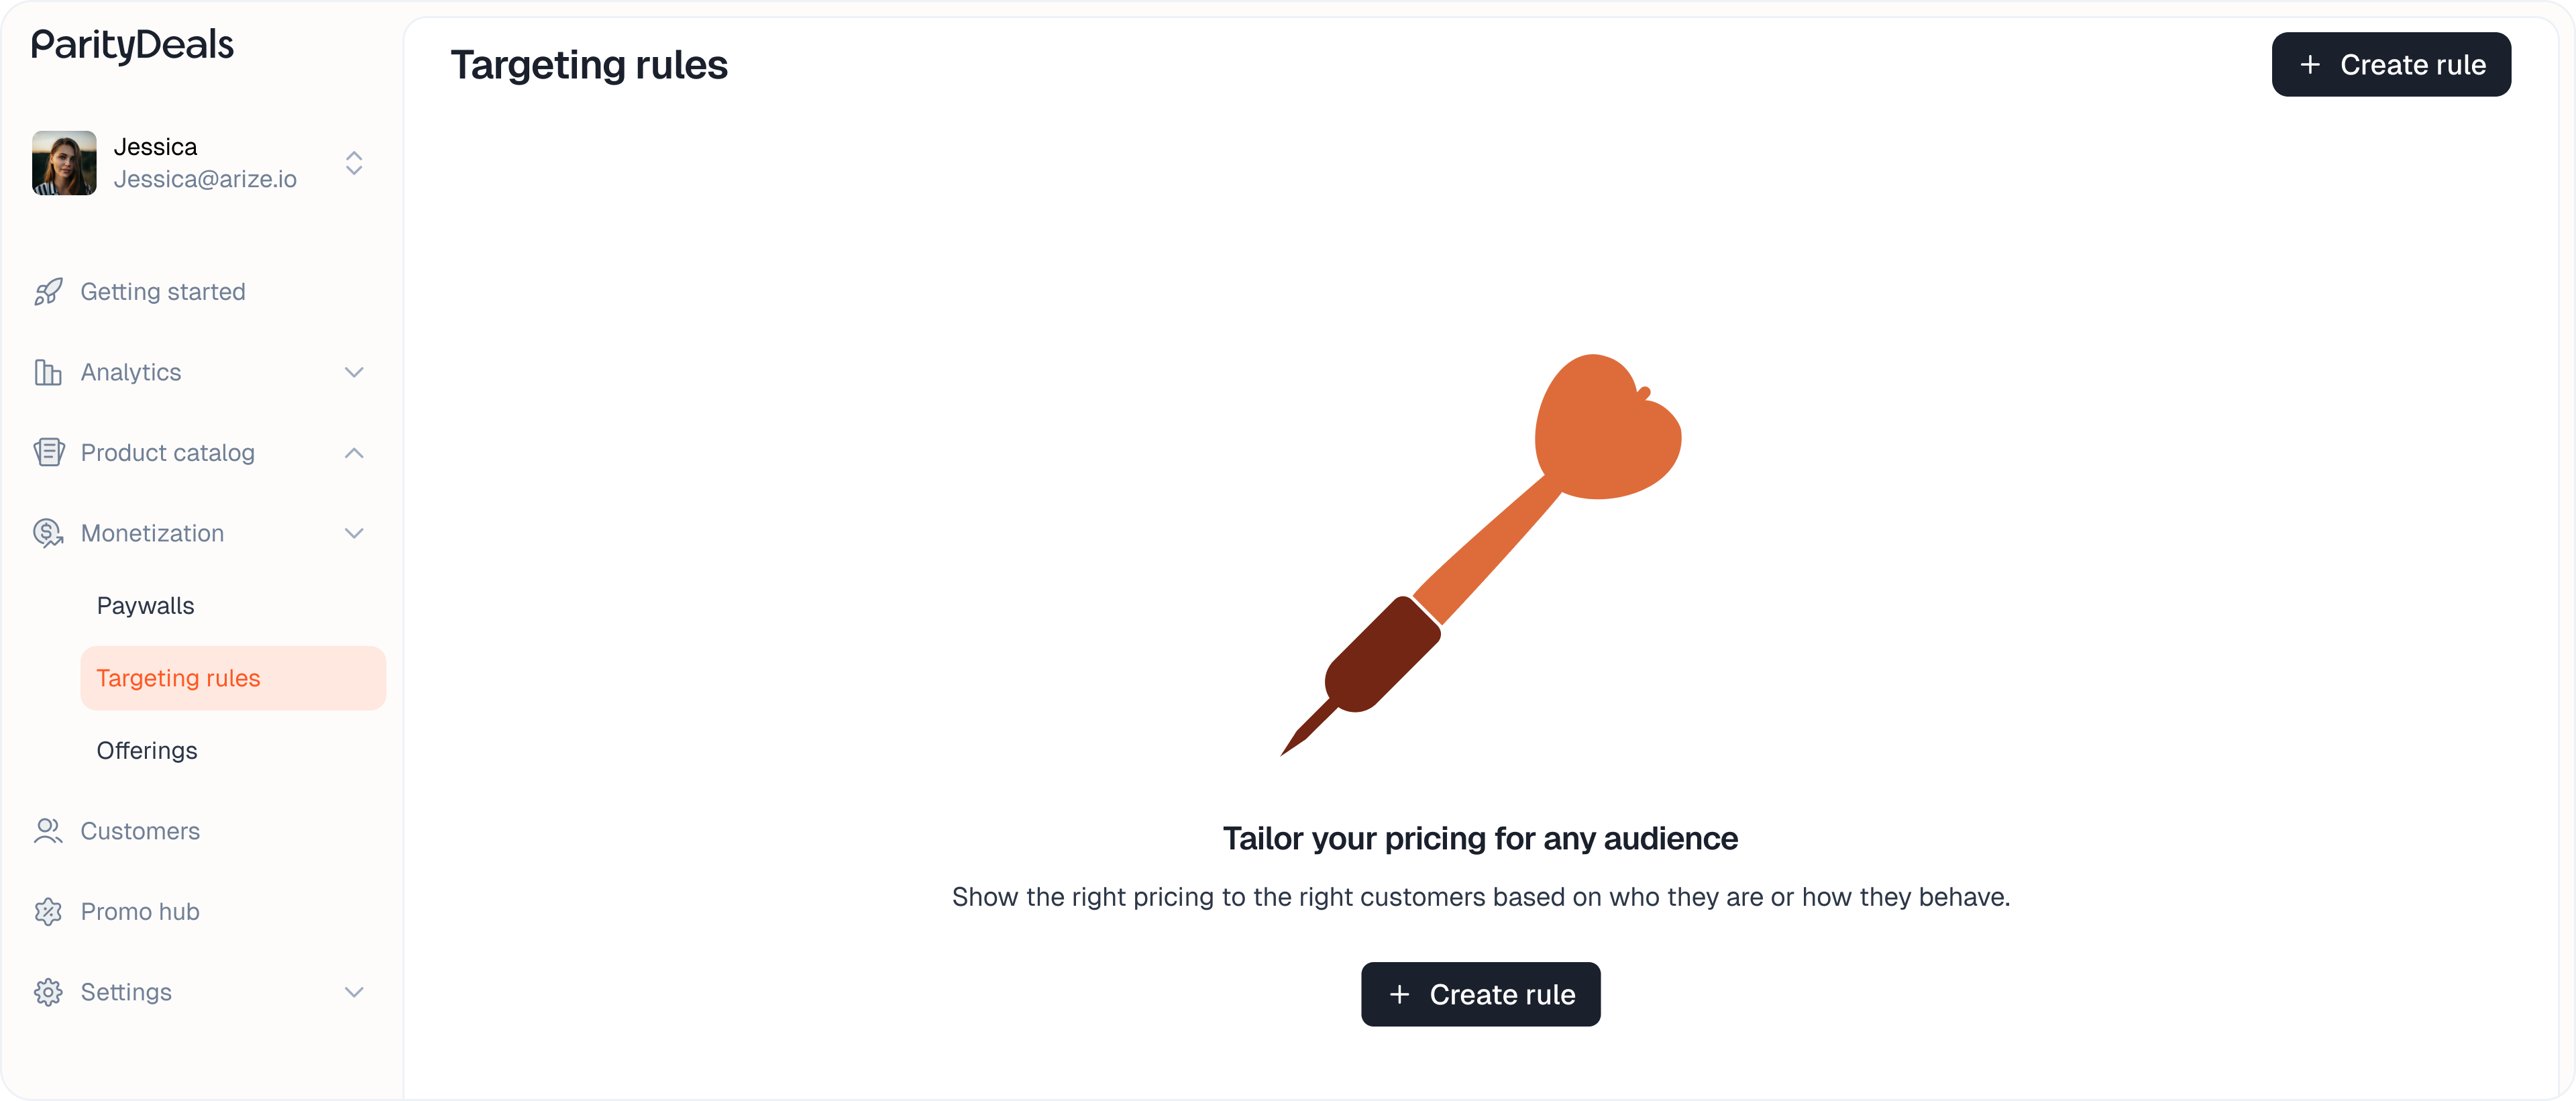 ParityDeals
Jessica
Jessica@arize.io
Getting started
Analytics
Product catalog
Monetization
Paywalls
Targeting rules
Offerings
Customers
Promo hub
Settings
Targeting rules
+ Create rule
Tailor your pricing for any audience
Show the right pricing to the right customers based on who they are or how they behave.
+ Create rule